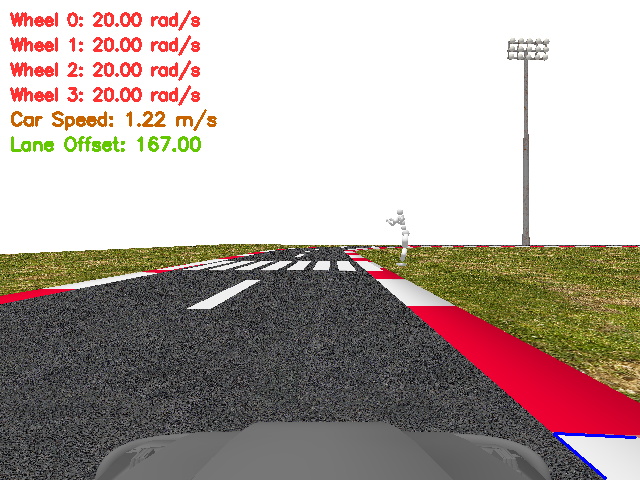 Wheel 0: 20.00 rad/s
Wheel 1: 20.00 rad/s
Wheel 2: 20.00 rad/s
Wheel 3: 20.00 rad/s
Car Speed: 1.22 m/s
Lane Offset: 167.00